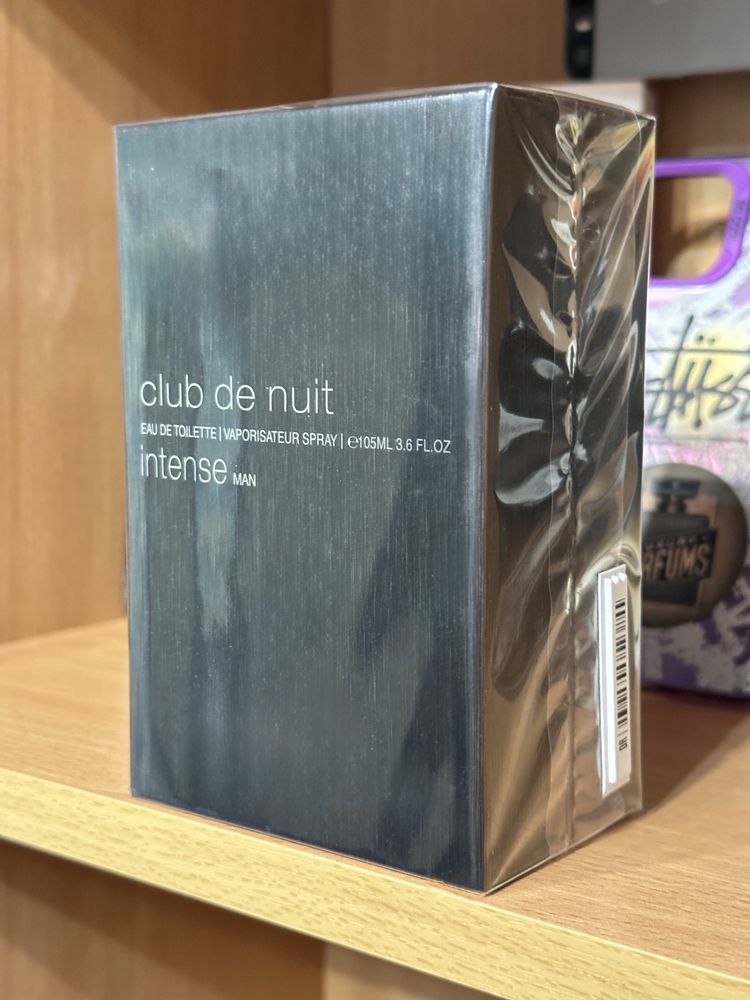 club de nuit
EAU DE TOILETTE | VAPORISATEUR SPRAY | ℮105ML 3.6 FL.OZ
intense MAN